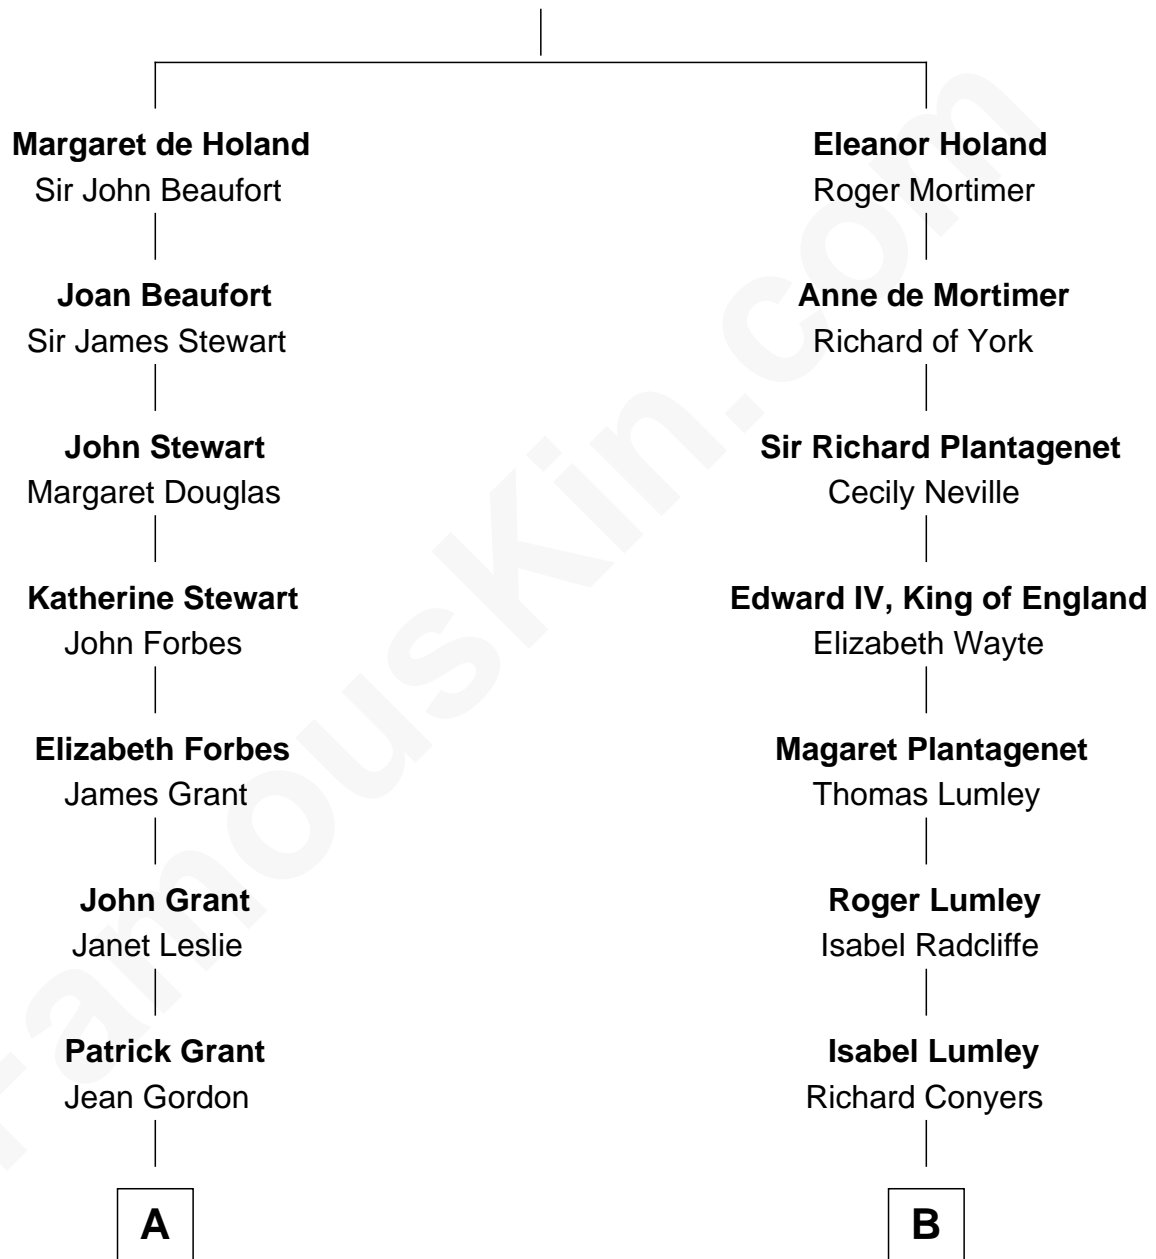 Margaret de Holand
Sir John Beaufort
Joan Beaufort
Sir James Stewart
John Stewart
Margaret Douglas
Katherine Stewart
John Forbes
Elizabeth Forbes
James Grant
John Grant
Janet Leslie
Patrick Grant
Jean Gordon
A
Eleanor Holand
Roger Mortimer
Anne de Mortimer
Richard of York
Sir Richard Plantagenet
Cecily Neville
Edward IV, King of England
Elizabeth Wayte
Magaret Plantagenet
Thomas Lumley
Roger Lumley
Isabel Radcliffe
Isabel Lumley
Richard Conyers
B
FamousKin.com